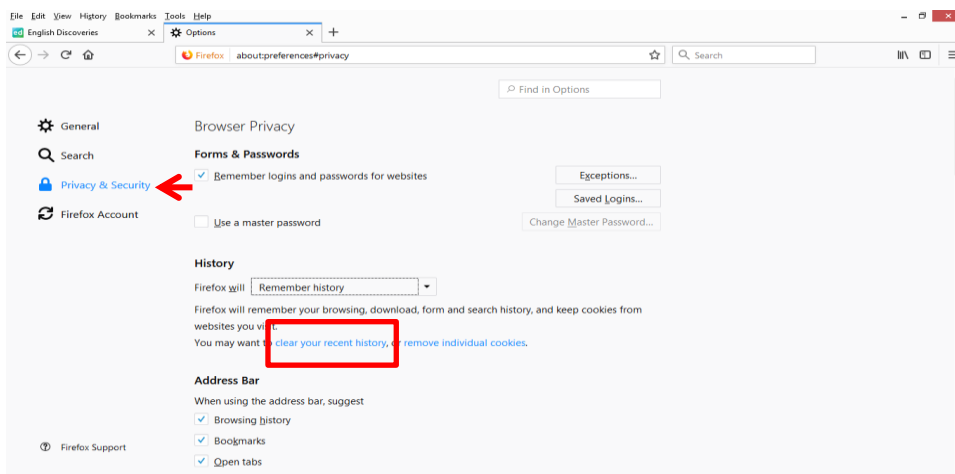 File Edit View History Bookmarks Tools Help
ed English Discoveries
Options
Firefox about:preferences#privacy
Search
Find in Options
General
Search
Privacy & Security
Firefox Account
Browser Privacy
Forms & Passwords
Remember logins and passwords for websites
Exceptions...
Saved Logins...
Use a master password
Change Master Password...
History
Firefox will Remember history
Firefox will remember your browsing, download, form and search history, and keep cookies from
websites you visit.
You may want to clear your recent history, or remove individual cookies.
Address Bar
When using the address bar, suggest
Browsing history
Bookmarks
Open tabs
Firefox Support